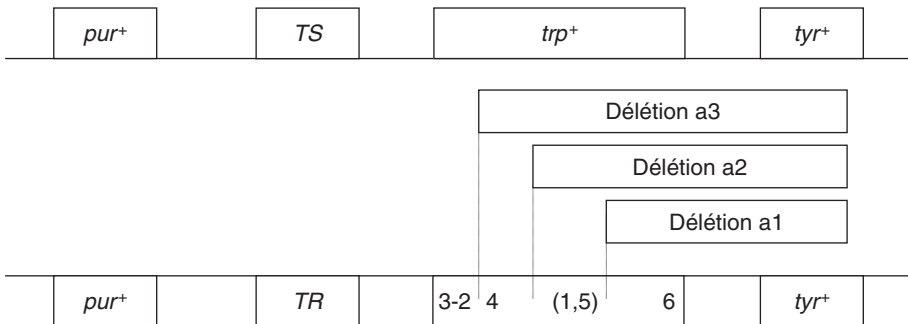 pur⁺ TS trp⁺ tyr⁺
Délétion a3
Délétion a2
Délétion a1
pur⁺ TR 3-2 4 (1,5) 6 tyr⁺